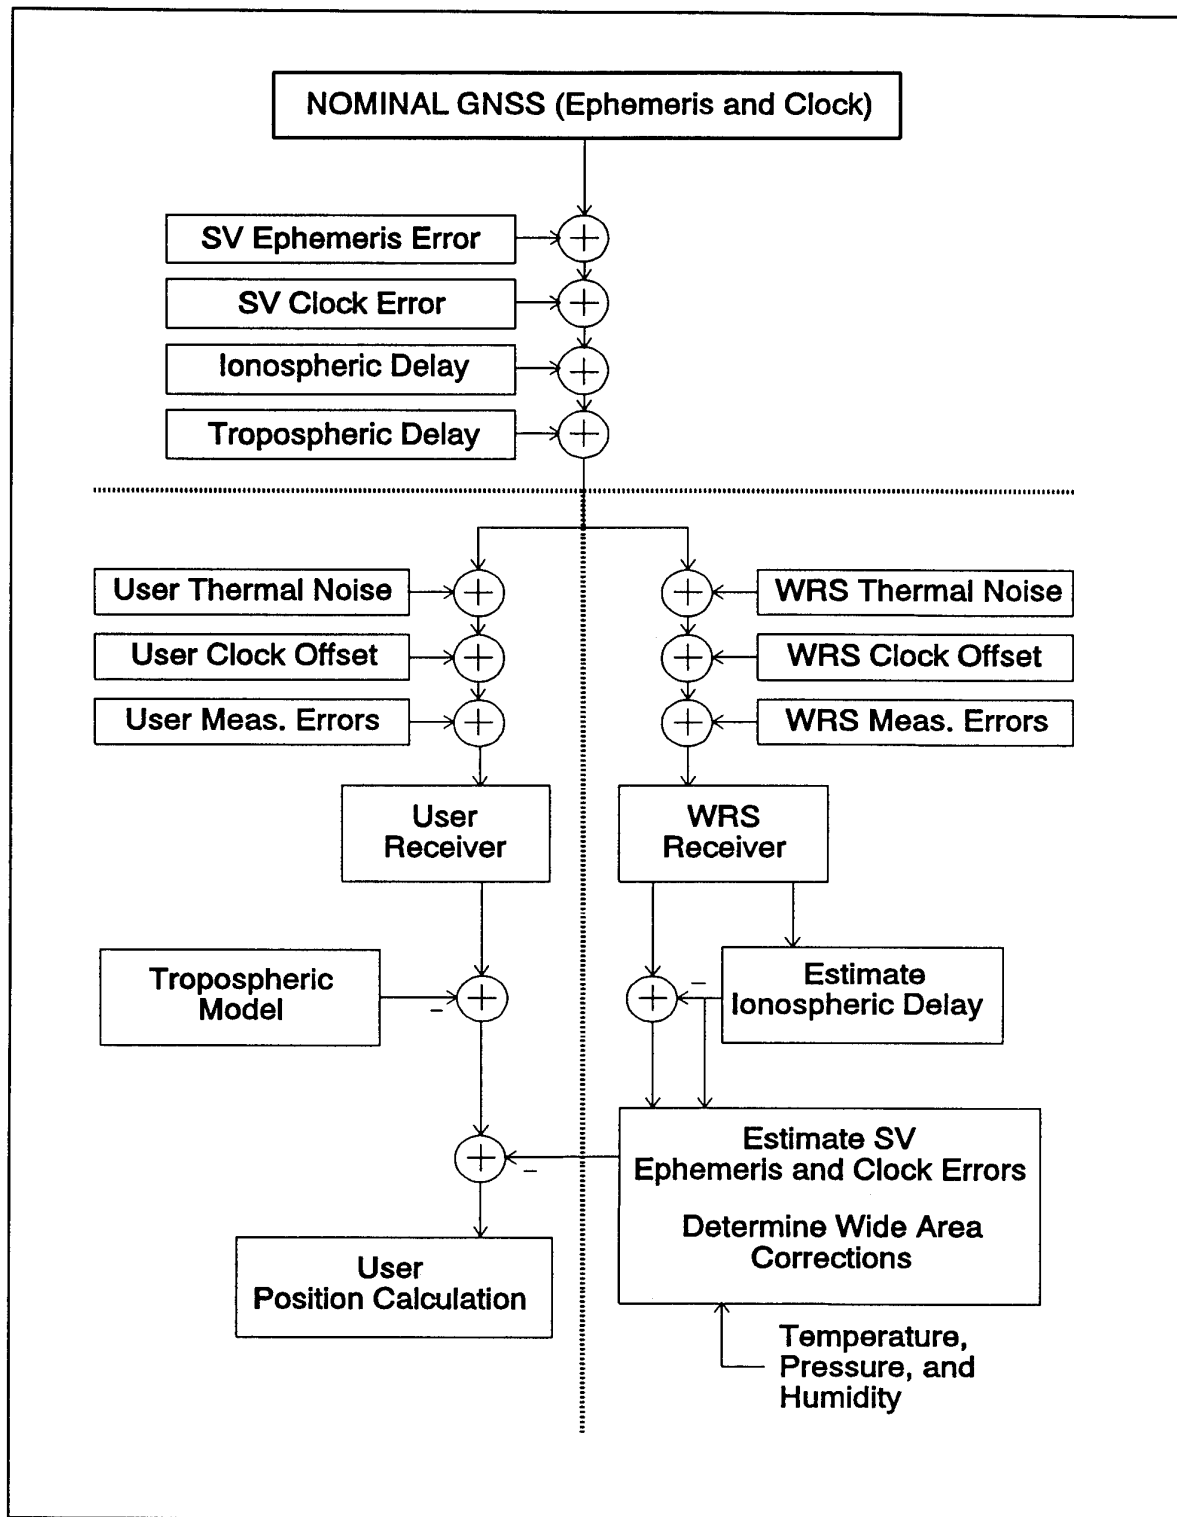 NOMINAL GNSS (Ephemeris and Clock)
SV Ephemeris Error
SV Clock Error
Ionospheric Delay
Tropospheric Delay
User Thermal Noise
WRS Thermal Noise
User Clock Offset
WRS Clock Offset
User Meas. Errors
WRS Meas. Errors
User
Receiver
WRS
Receiver
Tropospheric
Model
Estimate
Ionospheric Delay
Estimate SV
Ephemeris and Clock Errors
Determine Wide Area
Corrections
User
Position Calculation
Temperature,
Pressure, and
Humidity